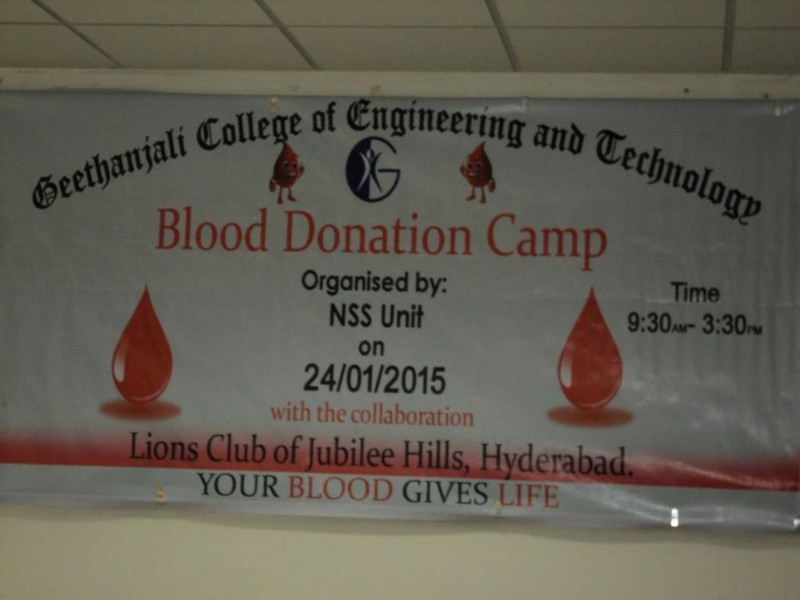 Geethanjali College of Engineering and Technology
G
Blood Donation Camp
Organised by:
NSS Unit
on
24/01/2015
Time
9:30AM- 3:30PM
with the collaboration
Lions Club of Jubilee Hills, Hyderabad.
YOUR BLOOD GIVES LIFE